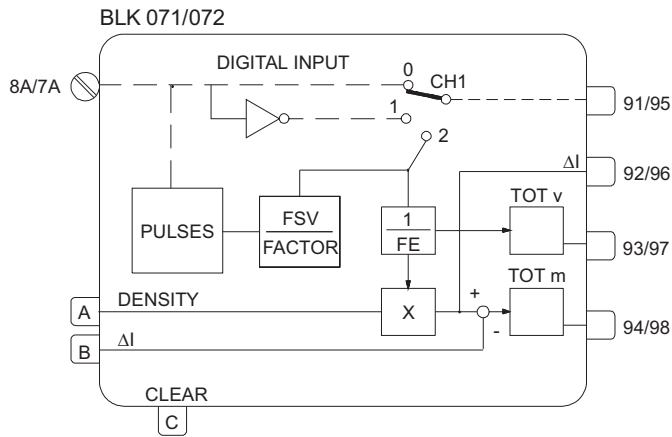 BLK 071/072
DIGITAL INPUT
0
CH1
8A/7A
91/95
1
2
ΔI
92/96
TOT v
PULSES
FSV
FACTOR
1
FE
93/97
TOT m
A
DENSITY
X
+
-
94/98
B
ΔI
CLEAR
C